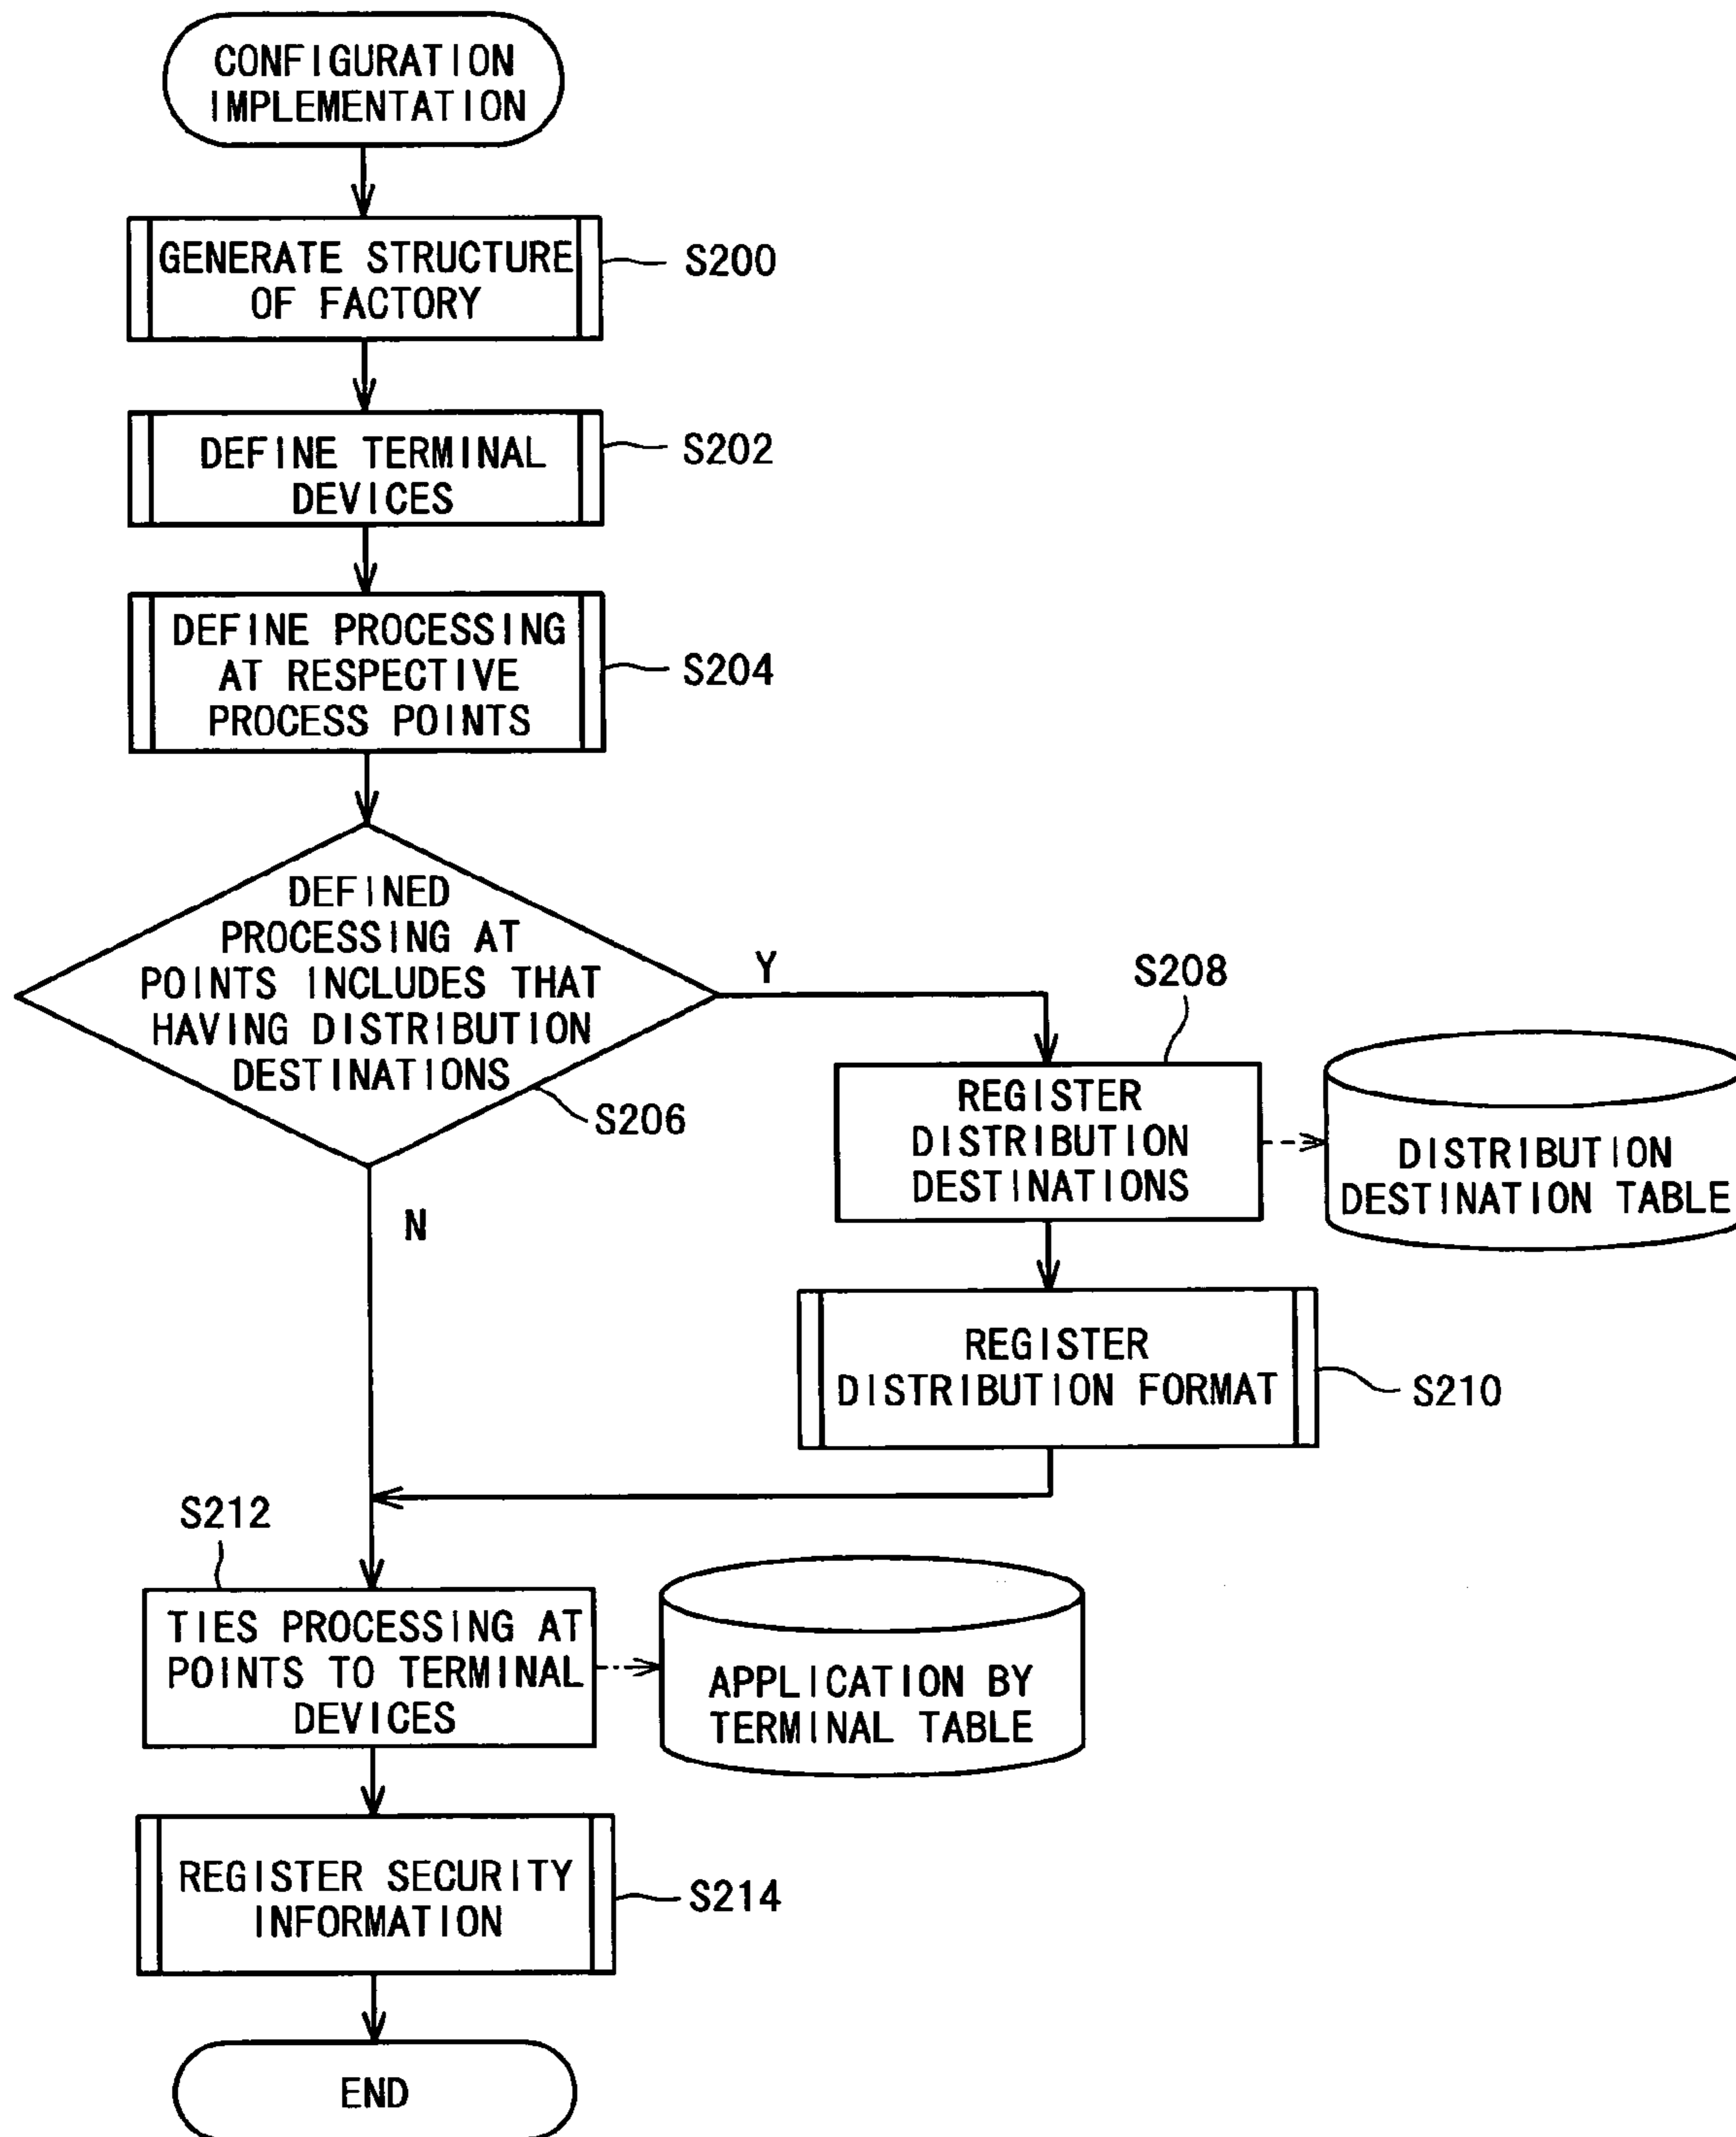 CONFIGURATION
IMPLEMENTATION
GENERATE STRUCTURE
OF FACTORY
S200
DEFINE TERMINAL
DEVICES
S202
DEFINE PROCESSING
AT RESPECTIVE
PROCESS POINTS
S204
DEFINED
PROCESSING AT
POINTS INCLUDES THAT
HAVING DISTRIBUTION
DESTINATIONS
S206
Y
N
S208
REGISTER
DISTRIBUTION
DESTINATIONS
DISTRIBUTION
DESTINATION TABLE
REGISTER
DISTRIBUTION FORMAT
S210
S212
TIES PROCESSING AT
POINTS TO TERMINAL
DEVICES
APPLICATION BY
TERMINAL TABLE
REGISTER SECURITY
INFORMATION
S214
END